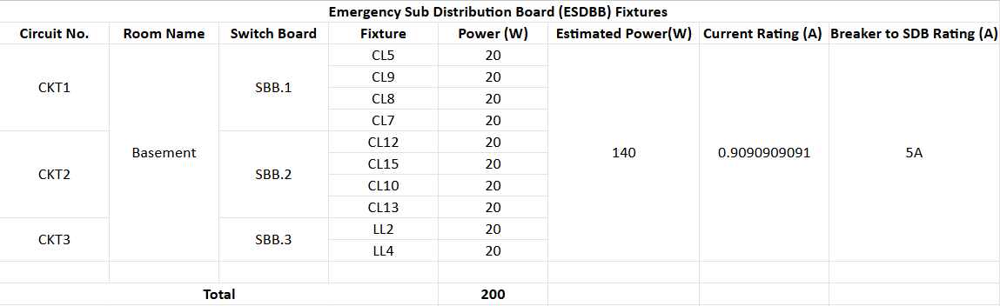 Emergency Sub Distribution Board (ESDBB) Fixtures
Circuit No. Room Name Switch Board Fixture Power (W) Estimated Power(W) Current Rating (A) Breaker to SDB Rating (A)
CKT1 Basement SBB.1 CL5 20 140 0.9090909091 5A
CL9 20
CL8 20
CL7 20
CKT2 SBB.2 CL12 20
CL15 20
CL10 20
CL13 20
CKT3 SBB.3 LL2 20
LL4 20
Total 200